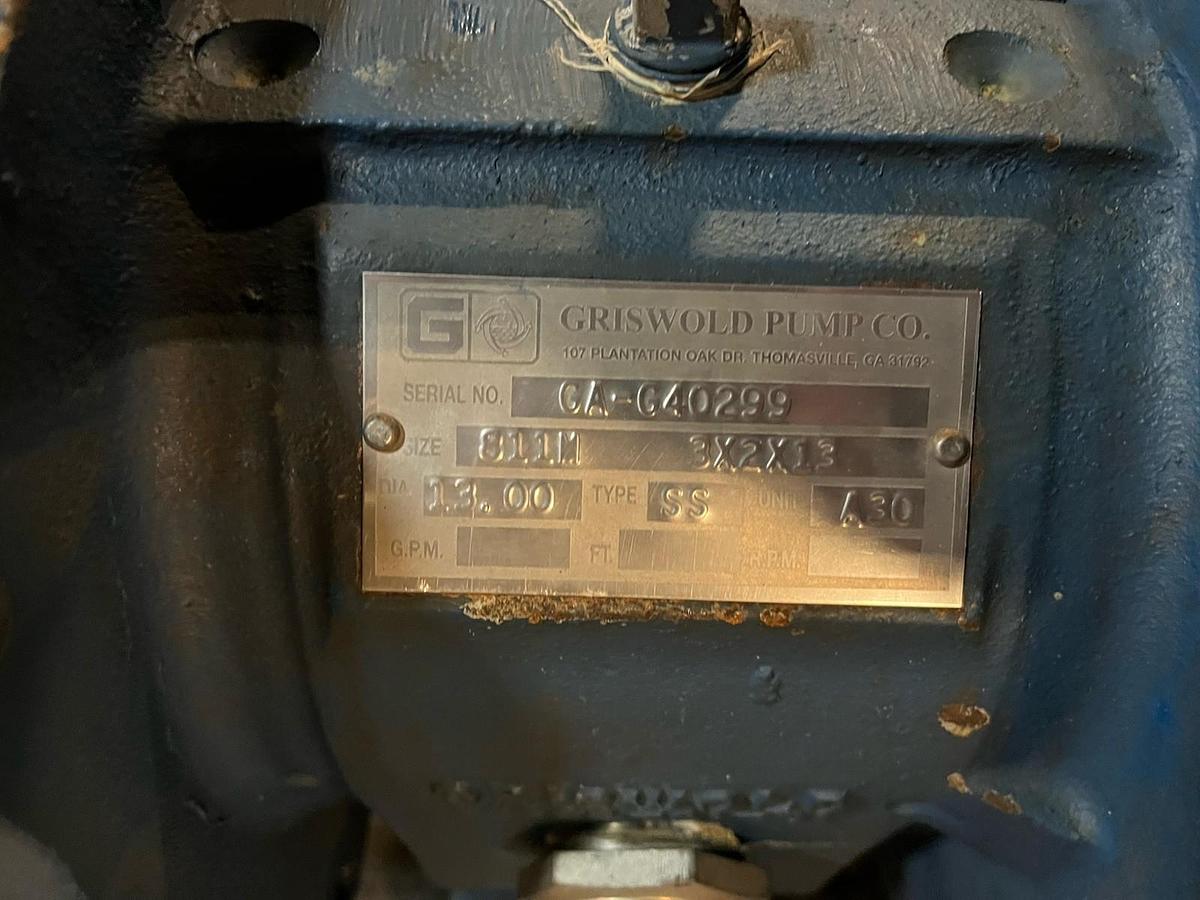 G GRISWOLD PUMP CO.
107 PLANTATION OAK DR. THOMASVILLE, GA 31792
SERIAL NO. GA-C40299
SIZE 811M 3X2X13
DIA. 13.00 TYPE SS UNIT A30
G.P.M. FT. R.P.M.